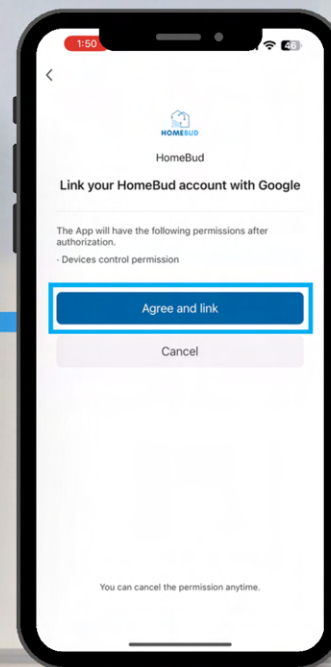 1:50
46
HOMEBUD
HomeBud
Link your HomeBud account with Google
The App will have the following permissions after
authorization.
· Devices control permission
Agree and link
Cancel
You can cancel the permission anytime.